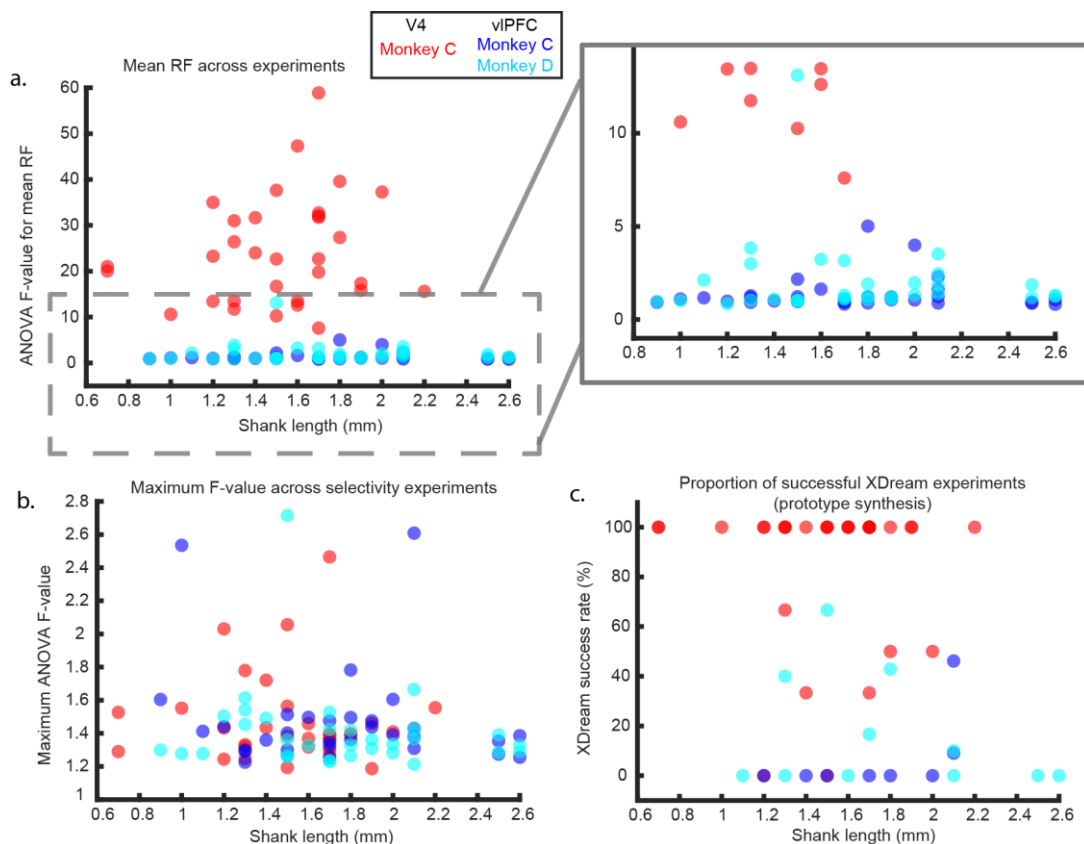 V4 vlPFC
Monkey C Monkey C
Monkey D
a.
Mean RF across experiments
ANOVA F-value for mean RF
60
50
40
30
20
10
0
0.6 0.8 1 1.2 1.4 1.6 1.8 2 2.2 2.4 2.6
Shank length (mm)
10
5
0
0.8 1 1.2 1.4 1.6 1.8 2 2.2 2.4 2.6
b.
Maximum F-value across selectivity experiments
Maximum ANOVA F-value
2.8
2.6
2.4
2.2
2
1.8
1.6
1.4
1.2
1
0.6 0.8 1 1.2 1.4 1.6 1.8 2 2.2 2.4 2.6
Shank length (mm)
c.
Proportion of successful XDream experiments
(prototype synthesis)
XDream success rate (%)
100
80
60
40
20
0
0.6 0.8 1 1.2 1.4 1.6 1.8 2 2.2 2.4 2.6
Shank length (mm)